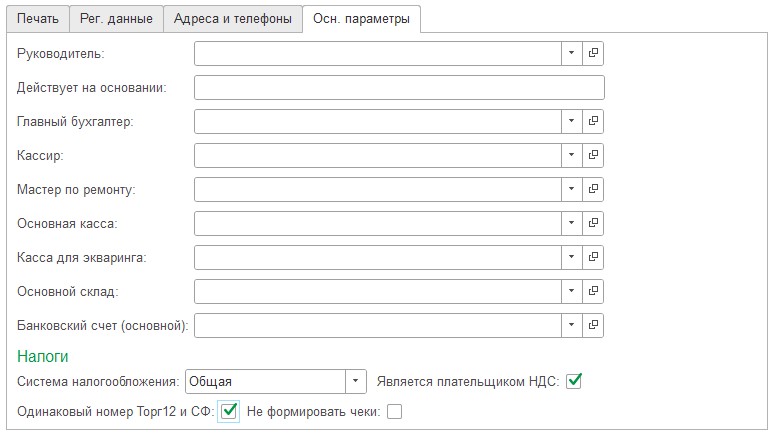 Печать Рег. данные Адреса и телефоны Осн. параметры
Руководитель:
Действует на основании:
Главный бухгалтер:
Кассир:
Мастер по ремонту:
Основная касса:
Касса для экваринга:
Основной склад:
Банковский счет (основной):
Налоги
Система налогообложения: Общая Является плательщиком НДС:
Одинаковый номер Торг12 и СФ: Не формировать чеки: